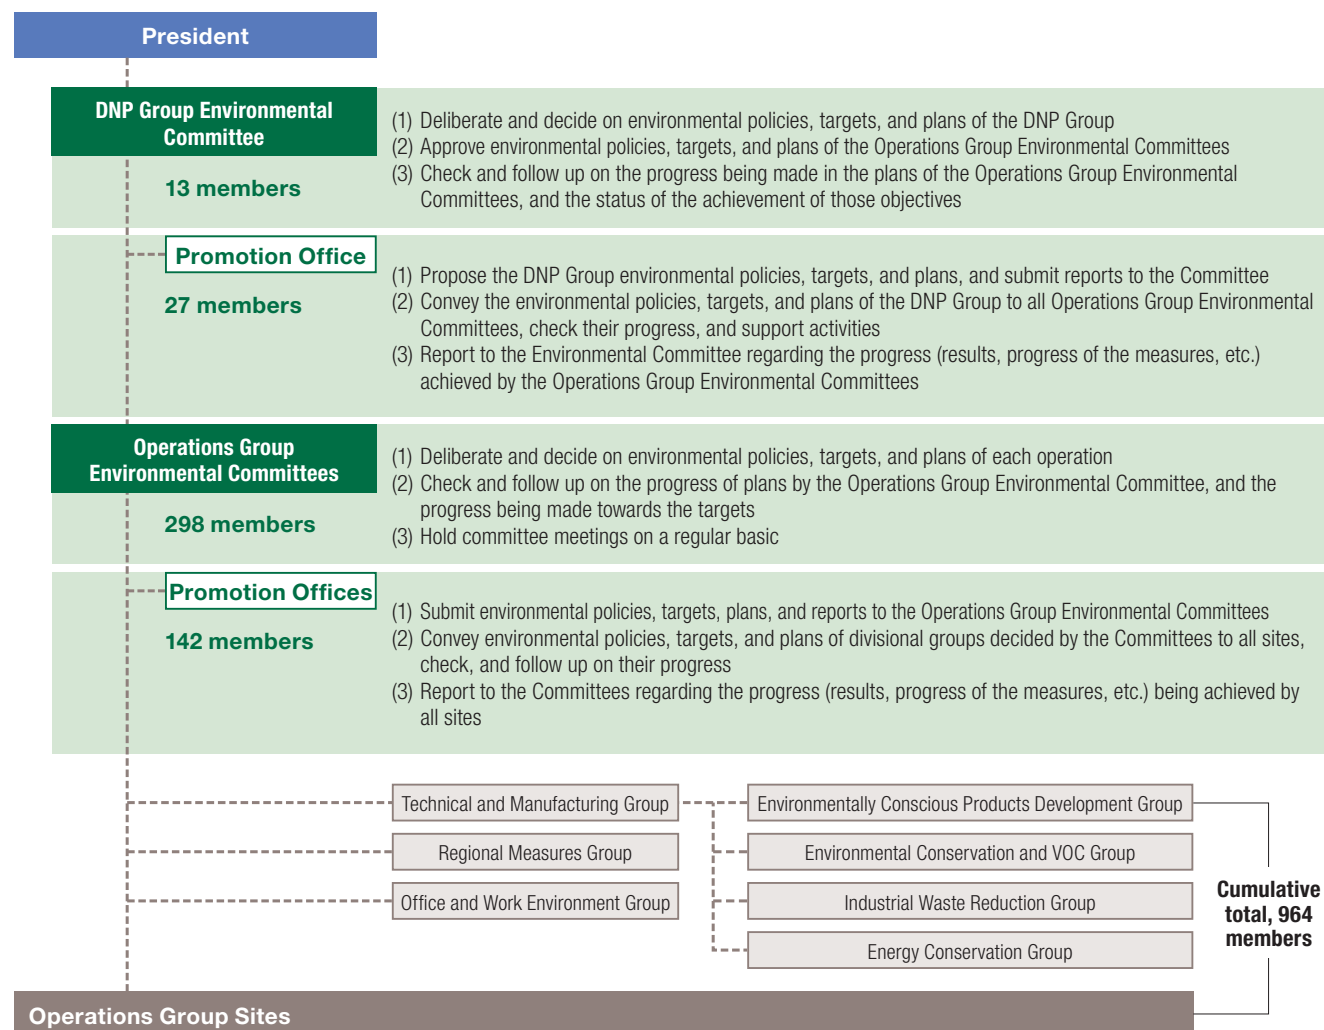 President
DNP Group Environmental
Committee
13 members
(1) Deliberate and decide on environmental policies, targets, and plans of the DNP Group
(2) Approve environmental policies, targets, and plans of the Operations Group Environmental Committees
(3) Check and follow up on the progress being made in the plans of the Operations Group Environmental
Committees, and the status of the achievement of those objectives
Promotion Office
27 members
(1) Propose the DNP Group environmental policies, targets, and plans, and submit reports to the Committee
(2) Convey the environmental policies, targets, and plans of the DNP Group to all Operations Group Environmental
Committees, check their progress, and support activities
(3) Report to the Environmental Committee regarding the progress (results, progress of the measures, etc.)
achieved by the Operations Group Environmental Committees
Operations Group
Environmental Committees
298 members
(1) Deliberate and decide on environmental policies, targets, and plans of each operation
(2) Check and follow up on the progress of plans by the Operations Group Environmental Committee, and the
progress being made towards the targets
(3) Hold committee meetings on a regular basic
Promotion Offices
142 members
(1) Submit environmental policies, targets, plans, and reports to the Operations Group Environmental Committees
(2) Convey environmental policies, targets, and plans of divisional groups decided by the Committees to all sites,
check, and follow up on their progress
(3) Report to the Committees regarding the progress (results, progress of the measures, etc.) being achieved by
all sites
Technical and Manufacturing Group
Regional Measures Group
Office and Work Environment Group
Environmentally Conscious Products Development Group
Environmental Conservation and VOC Group
Industrial Waste Reduction Group
Energy Conservation Group
Cumulative
total, 964
members
Operations Group Sites